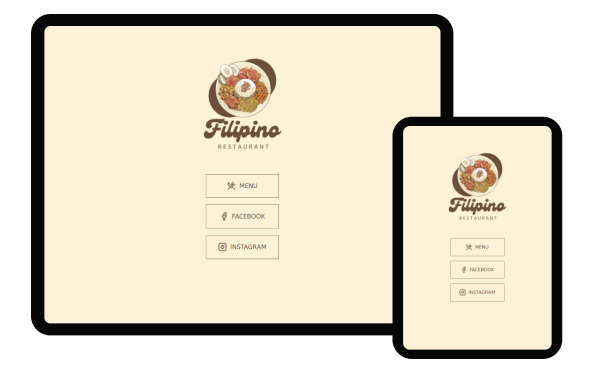 Filipino
RESTAURANT
MENU
FACEBOOK
INSTAGRAM
Filipino
RESTAURANT
MENU
FACEBOOK
INSTAGRAM